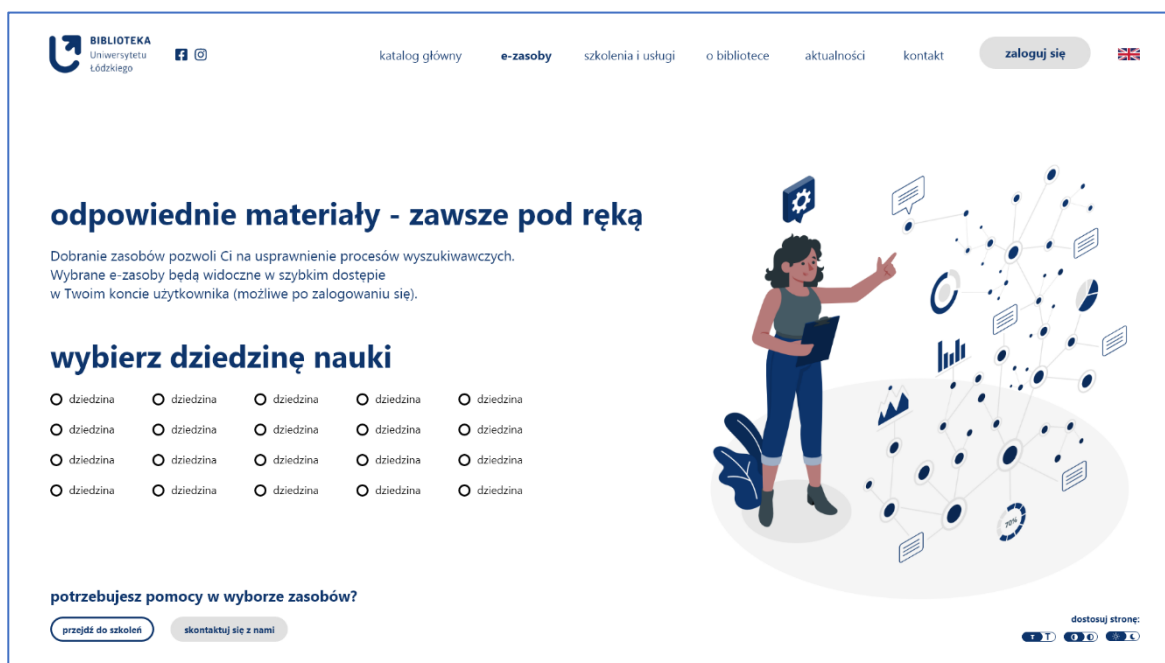 BIBLIOTEKA
Uniwersytetu
Łódzkiego
katalog główny e-zasoby szkolenia i usługi o bibliotece aktualności kontakt zaloguj się
odpowiednie materiały - zawsze pod ręką
Dobranie zasobów pozwoli Ci na usprawnienie procesów wyszukiwawczych.
Wybrane e-zasoby będą widoczne w szybkim dostępie
w Twoim koncie użytkownika (możliwe po zalogowaniu się).
wybierz dziedzinę nauki
dziedzina dziedzina dziedzina dziedzina dziedzina
dziedzina dziedzina dziedzina dziedzina dziedzina
dziedzina dziedzina dziedzina dziedzina dziedzina
dziedzina dziedzina dziedzina dziedzina dziedzina
70%
potrzebujesz pomocy w wyborze zasobów?
przejdź do szkoleń skontaktuj się z nami
dostosuj stronę:
T T